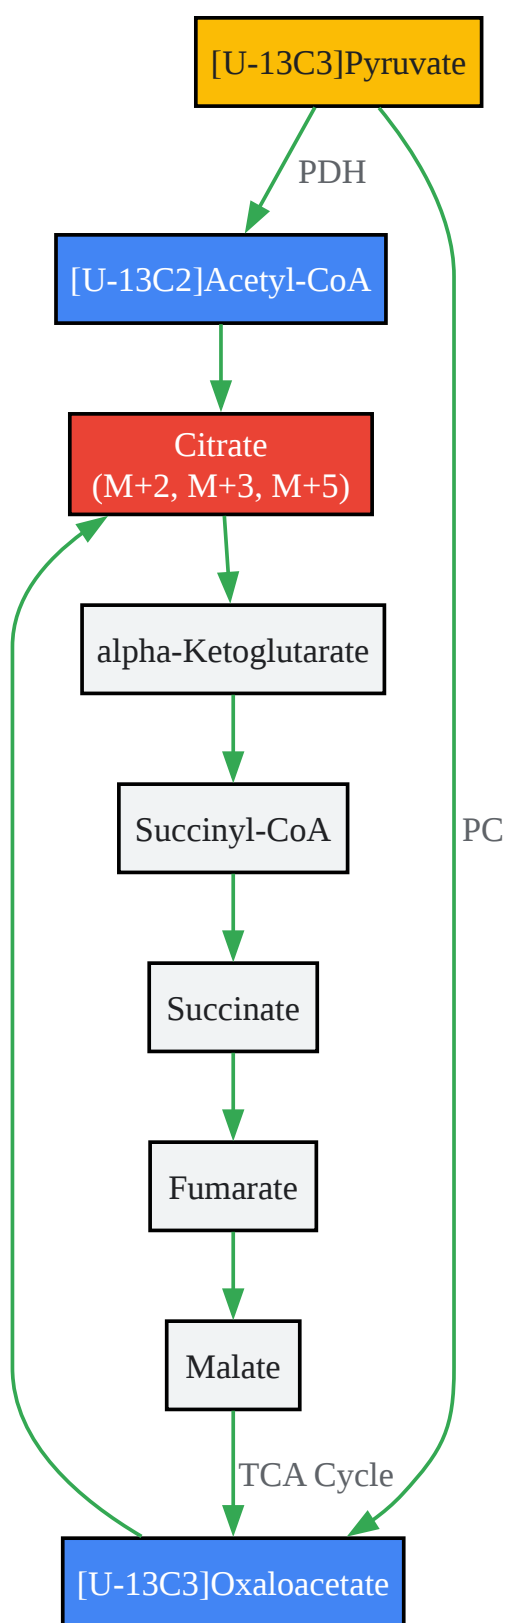 [U-13C3]Pyruvate
PDH
[U-13C2]Acetyl-CoA
Citrate
(M+2, M+3, M+5)
alpha-Ketoglutarate
Succinyl-CoA
PC
Succinate
Fumarate
Malate
TCA Cycle
[U-13C3]Oxaloacetate